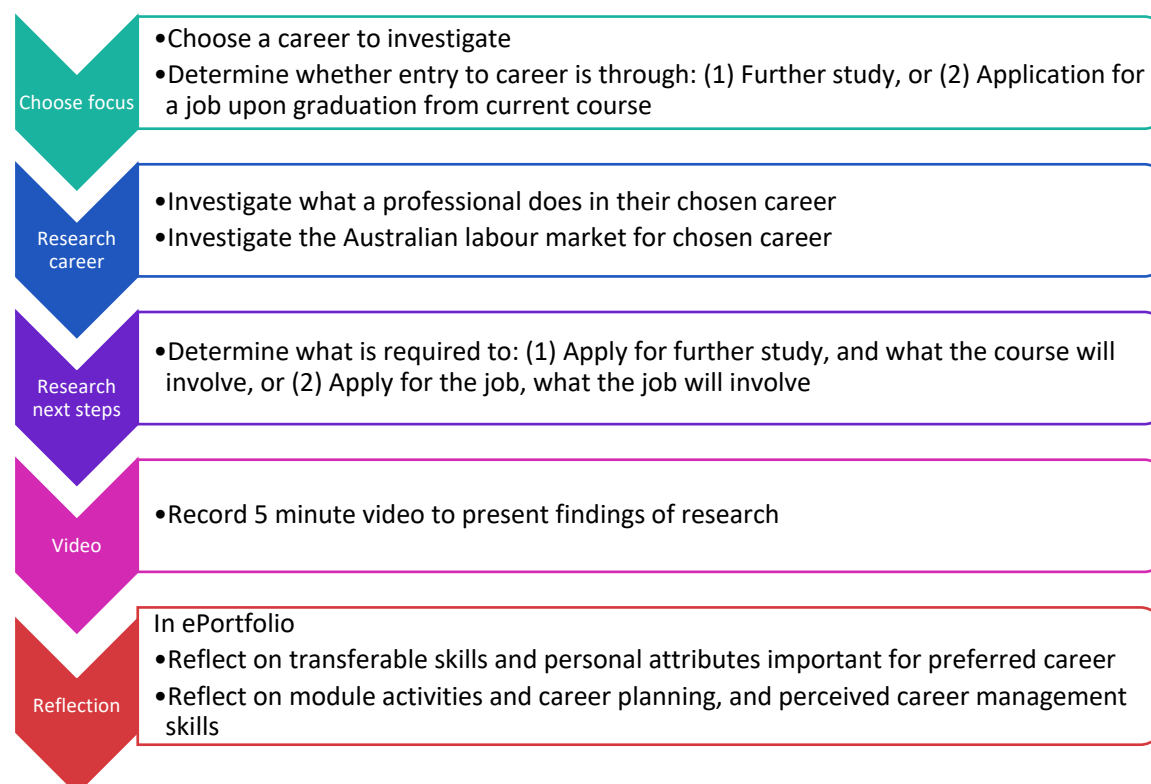 Choose focus
•Choose a career to investigate
•Determine whether entry to career is through: (1) Further study, or (2) Application for
a job upon graduation from current course
Research
career
•Investigate what a professional does in their chosen career
•Investigate the Australian labour market for chosen career
Research
next steps
•Determine what is required to: (1) Apply for further study, and what the course will
involve, or (2) Apply for the job, what the job will involve
Video
•Record 5 minute video to present findings of research
Reflection
In ePortfolio
•Reflect on transferable skills and personal attributes important for preferred career
•Reflect on module activities and career planning, and perceived career management
skills